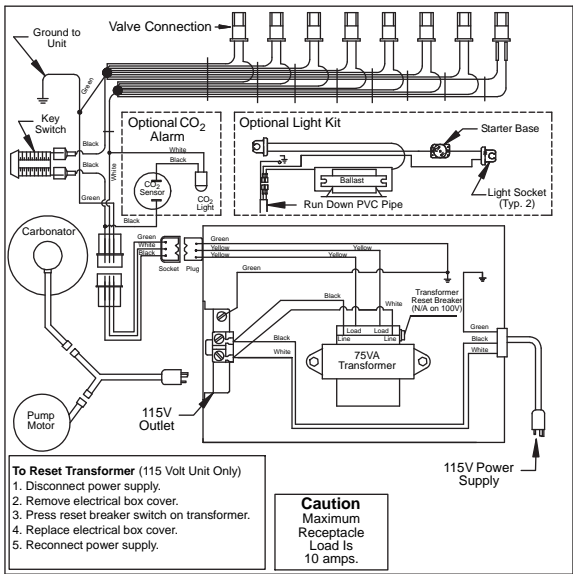 Valve Connection
Ground to
Unit
Green
Key
Switch
Black
Black
White
Green
Optional CO2
Alarm
White
Black
CO2
Sensor
CO2
Light
Black
Optional Light Kit
Starter Base
Ballast
Light Socket
(Typ. 2)
Run Down PVC Pipe
Carbonator
Green
White
Black
Socket
Plug
Green
Yellow
Yellow
Yellow
Green
Transformer
Reset Breaker
(N/A on 100V)
Black
White
Load
Load
Line
Line
75VA
Transformer
Black
White
Green
Black
White
Pump
Motor
115V
Outlet
115V Power
Supply
To Reset Transformer (115 Volt Unit Only)
1. Disconnect power supply.
2. Remove electrical box cover.
3. Press reset breaker switch on transformer.
4. Replace electrical box cover.
5. Reconnect power supply.
Caution
Maximum
Receptacle
Load Is
10 amps.